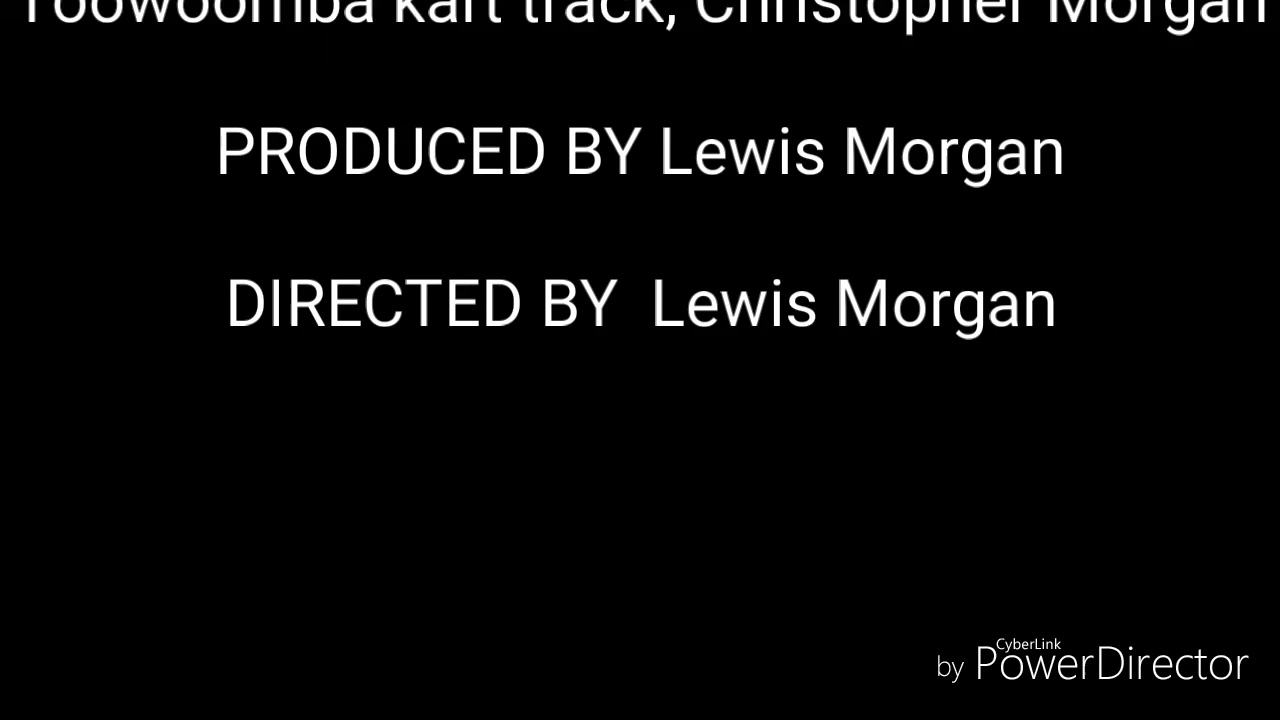 Toowoomba kart track, Christopher Morgan
PRODUCED BY Lewis Morgan
DIRECTED BY  Lewis Morgan
CyberLink
by PowerDirector